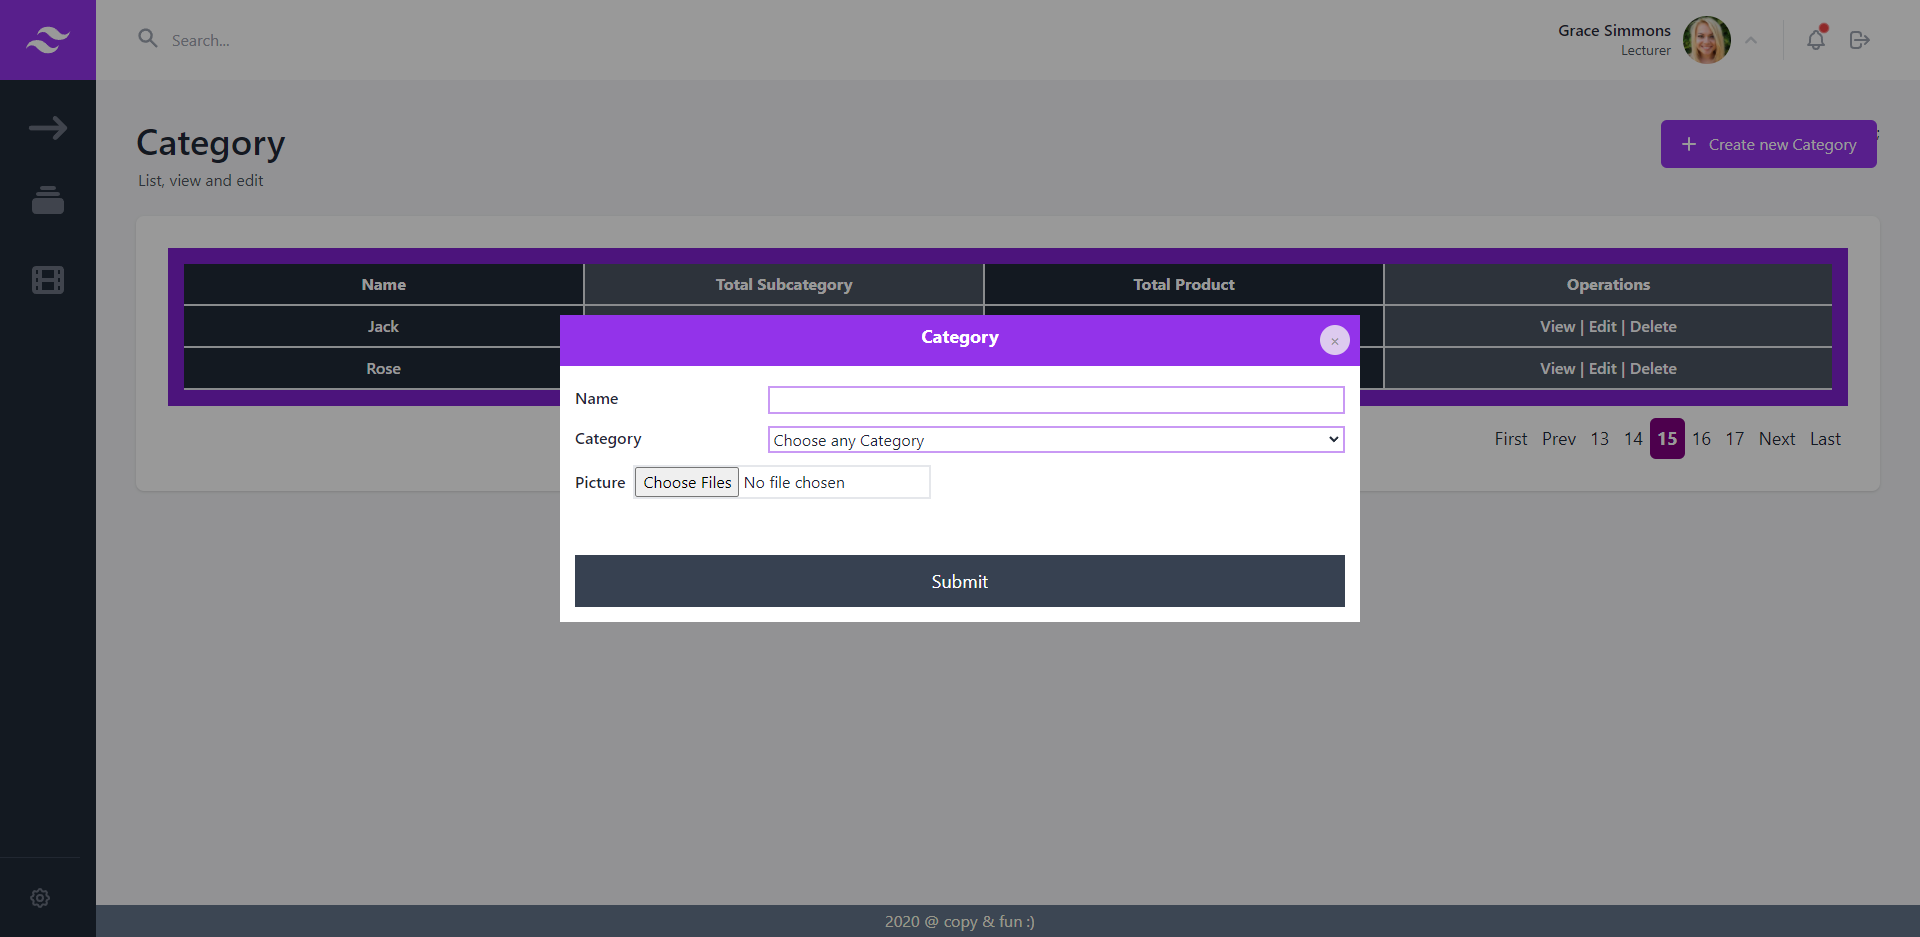 Search...
Grace Simmons
Lecturer
Category
List, view and edit
+ Create new Category
;
Name Total Subcategory Total Product Operations
Jack View | Edit | Delete
Rose View | Edit | Delete
Category
×
Name
Category Choose any Category
Picture Choose Files No file chosen
Submit
First Prev 13 14 15 16 17 Next Last
2020 @ copy & fun :)